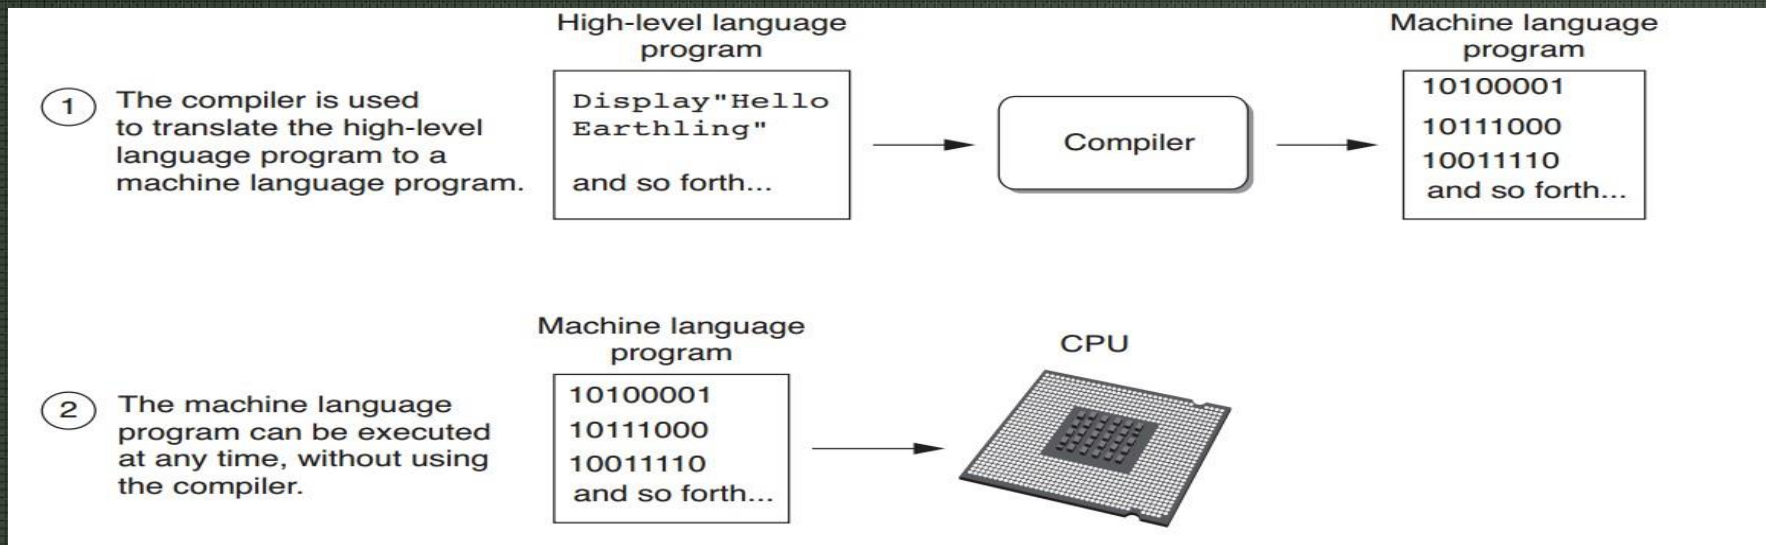 High-level language
program
Machine language
program
1
The compiler is used
to translate the high-level
language program to a
machine language program.
Display"Hello
Earthling"
and so forth...
Compiler
10100001
10111000
10011110
and so forth...
Machine language
program
CPU
2
The machine language
program can be executed
at any time, without using
the compiler.
10100001
10111000
10011110
and so forth...